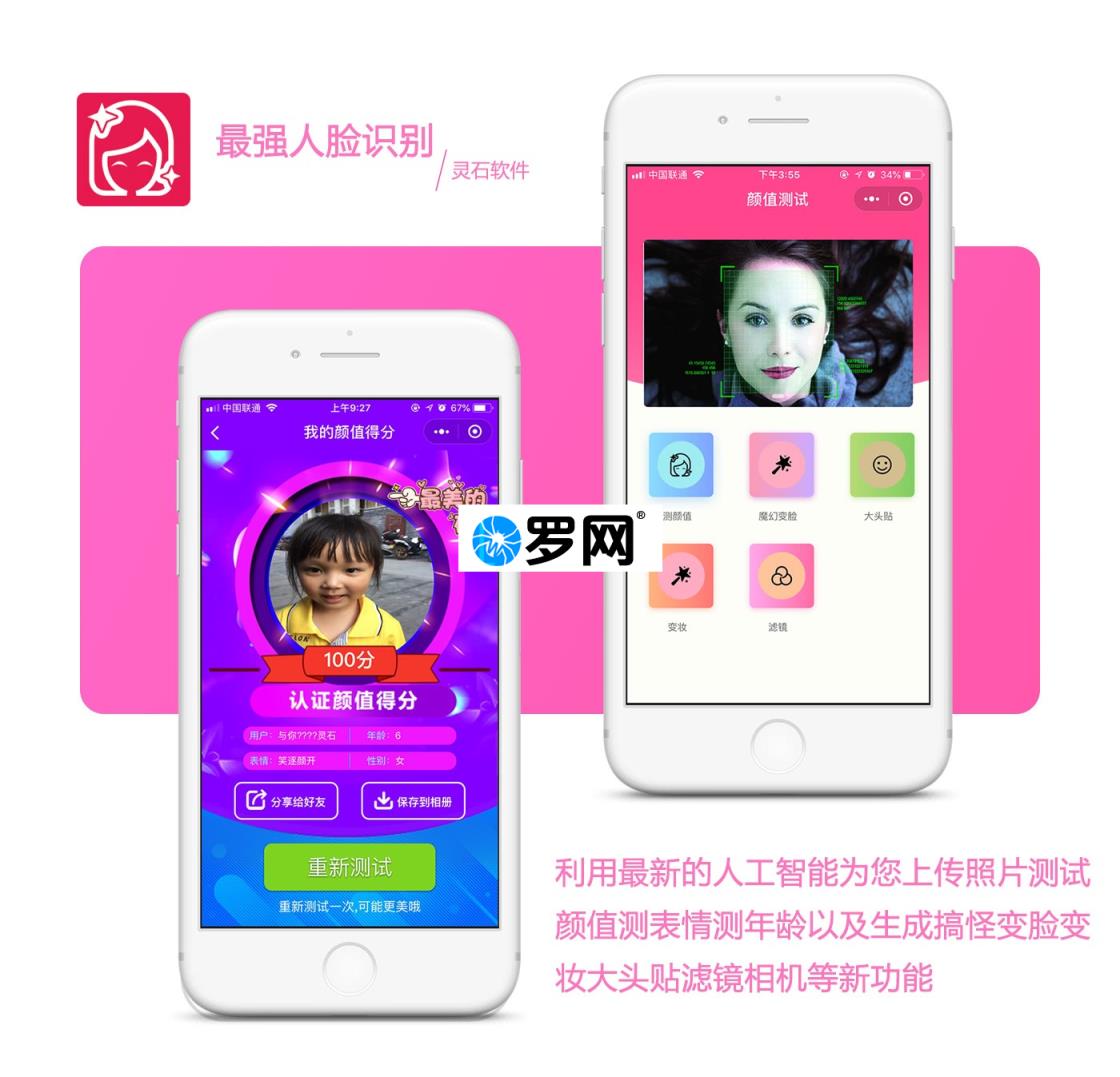 最强人脸识别
灵石软件
中国联通 下午3:55 34%
颜值测试
测颜值 魔幻变脸 大头贴
变妆 滤镜
中国联通 上午9:27 67%
我的颜值得分
最美的
罗网®
100分
认证颜值得分
用户：与你????灵石 年龄：6
表情：笑逐颜开 性别：女
分享给好友 保存到相册
重新测试
重新测试一次,可能更美哦
利用最新的人工智能为您上传照片测试
颜值测表情测年龄以及生成搞怪变脸变
妆大头贴滤镜相机等新功能